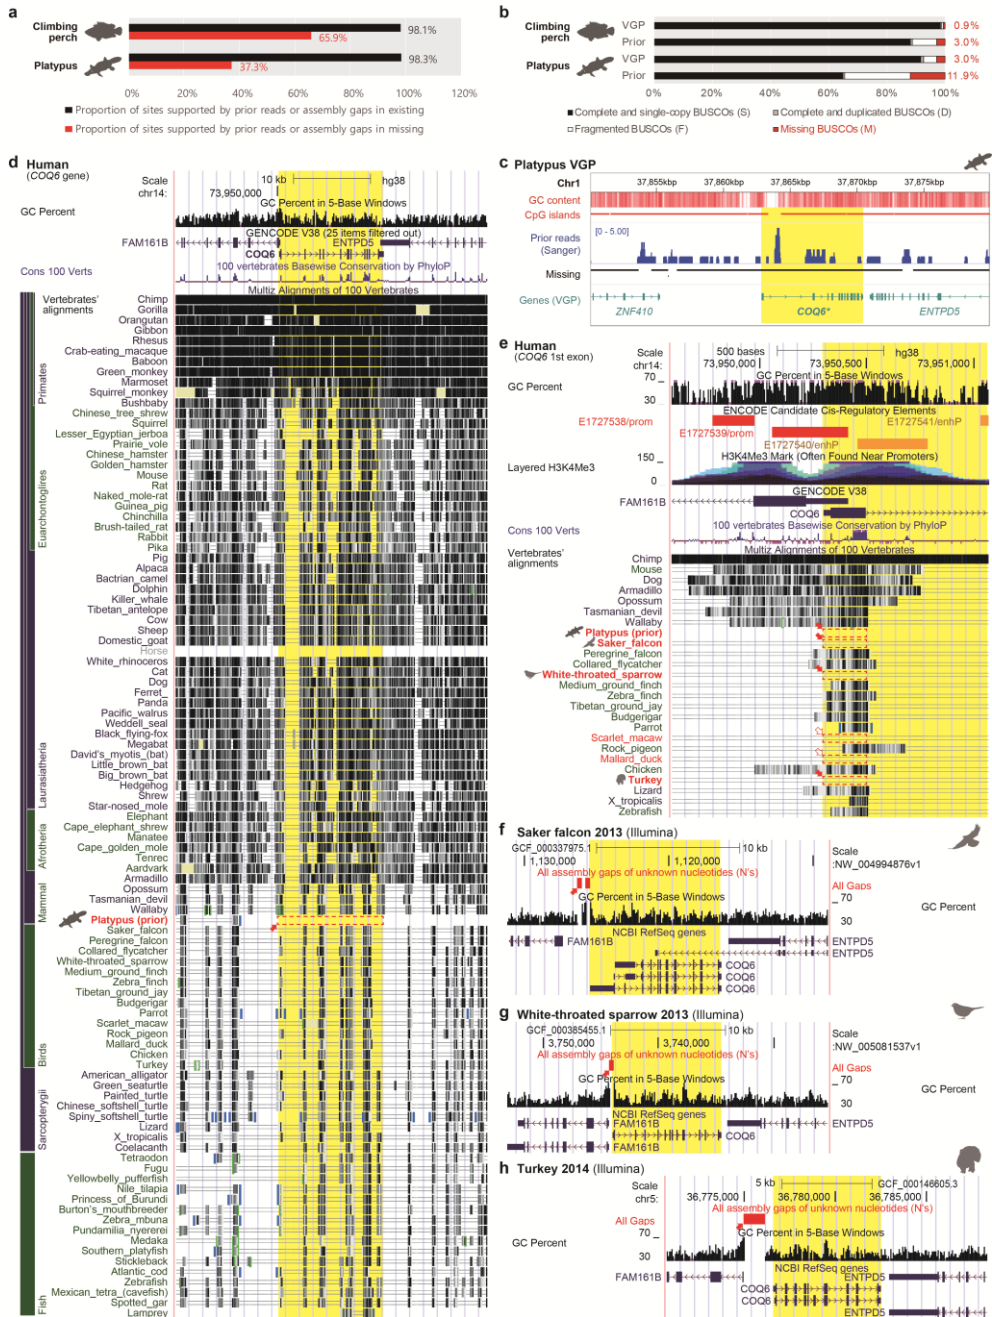 a
Climbing
perch
98.1%
65.9%
Platypus
98.3%
37.3%
0% 20% 40% 60% 80% 100% 120%
Proportion of sites supported by prior reads or assembly gaps in existing
Proportion of sites supported by prior reads or assembly gaps in missing
b
Climbing
perch
VGP
0.9%
Prior
3.0%
Platypus
VGP
3.0%
Prior
11.9%
0% 20% 40% 60% 80% 100%
Complete and single-copy BUSCOs (S)
Complete and duplicated BUSCOs (D)
Fragmented BUSCOs (F)
Missing BUSCOs (M)
c Platypus VGP
Chr1
37,855kbp 37,860kbp 37,865kbp 37,870kbp 37,875kbp
GC content
CpG islands
Prior reads
(Sanger)
[0 - 5.00]
Missing
Genes (VGP)
ZNF410 COQ6* ENTPD5
d Human
(COQ6 gene)
Scale
10 kb hg38
chr14:
73,950,000
GC Percent in 5-Base Windows
GC Percent
GENCODE V38 (25 items filtered out)
FAM161B
ENTPD5
COQ6
100 vertebrates Basewise Conservation by PhyloP
Cons 100 Verts
Multiz Alignments of 100 Vertebrates
Vertebrates'
alignments
Chimp
Gorilla
Orangutan
Gibbon
Rhesus
Crab-eating_macaque
Baboon
Green_monkey
Marmoset
Squirrel_monkey
Bushbaby
Chinese_tree_shrew
Squirrel
Lesser_Egyptian_jerboa
Prairie_vole
Chinese_hamster
Golden_hamster
Mouse
Rat
Naked_mole-rat
Guinea_pig
Chinchilla
Brush-tailed_rat
Rabbit
Pika
Pig
Alpaca
Bactrian_camel
Dolphin
Killer_whale
Tibetan_antelope
Cow
Sheep
Domestic_goat
Horse
White_rhinoceros
Cat
Dog
Ferret_
Panda
Pacific_walrus
Weddell_seal
Black_flying-fox
Megabat
David's_myotis_(bat)
Little_brown_bat
Big_brown_bat
Hedgehog
Shrew
Star-nosed_mole
Elephant
Cape_elephant_shrew
Manatee
Cape_golden_mole
Tenrec
Aardvark
Armadillo
Opossum
Tasmanian_devil
Wallaby
Platypus (prior)
Saker_falcon
Peregrine_falcon
Collared_flycatcher
White-throated_sparrow
Medium_ground_finch
Zebra_finch
Tibetan_ground_jay
Budgerigar
Parrot
Scarlet_macaw
Rock_pigeon
Mallard_duck
Chicken
Turkey
American_alligator
Green_seaturtle
Painted_turtle
Chinese_softshell_turtle
Spiny_softshell_turtle
Lizard
X_tropicalis
Coelacanth
Tetraodon
Fugu
Yellowbelly_pufferfish
Nile_tilapia
Princess_of_Burundi
Burton's_mouthbreeder
Zebra_mbuna
Pundamilia_nyererei
Medaka
Southern_platyfish
Stickleback
Atlantic_cod
Zebrafish
Mexican_tetra_(cavefish)
Spotted_gar
Lamprey
Primates
Euarchontoglires
Laurasiatheria
Afrotheria
Mammal
Birds
Sarcopterygii
Fish
e Human
(COQ6 1st exon)
Scale
500 bases hg38
chr14:
73,950,000 73,950,500 73,951,000
GC Percent in 5-Base Windows
GC Percent
70
30
ENCODE Candidate Cis-Regulatory Elements
E1727538/prom
E1727541/enhP
E1727539/prom
E1727540/enhP
H3K4Me3 Mark (Often Found Near Promoters)
Layered H3K4Me3
150
0
GENCODE V38
FAM161B
COQ6
Cons 100 Verts
100 vertebrates Basewise Conservation by PhyloP
Vertebrates'
alignments
Multiz Alignments of 100 Vertebrates
Chimp
Mouse
Dog
Armadillo
Opossum
Tasmanian_devil
Wallaby
Platypus (prior)
Saker_falcon
Peregrine_falcon
Collared_flycatcher
White-throated_sparrow
Medium_ground_finch
Zebra_finch
Tibetan_ground_jay
Budgerigar
Parrot
Scarlet_macaw
Rock_pigeon
Mallard_duck
Chicken
Turkey
Lizard
X_tropicalis
Zebrafish
f Saker falcon 2013 (Illumina)
GCF_000337975.1 10 kb
Scale
1,130,000 1,120,000
:NW_004994876v1
All assembly gaps of unknown nucleotides (N's)
All Gaps
GC Percent in 5-Base Windows
70
30
GC Percent
NCBI RefSeq genes
FAM161B
ENTPD5
ENTPD5
COQ6
COQ6
COQ6
g White-throated sparrow 2013 (Illumina)
GCF_000385455.1 10 kb
Scale
3,750,000 3,740,000
:NW_005081537v1
All assembly gaps of unknown nucleotides (N's)
All Gaps
GC Percent in 5-Base Windows
70
30
GC Percent
NCBI RefSeq genes
FAM161B
ENTPD5
COQ6
FAM161B
h Turkey 2014 (Illumina)
Scale
5 kb GCF_000146605.3
chr5:
36,775,000 36,780,000 36,785,000
All assembly gaps of unknown nucleotides (N's)
All Gaps
70
GC Percent in 5-Base Windows
GC Percent
30
NCBI RefSeq genes
FAM161B
ENTPD5
COQ6
COQ6
ENTPD5